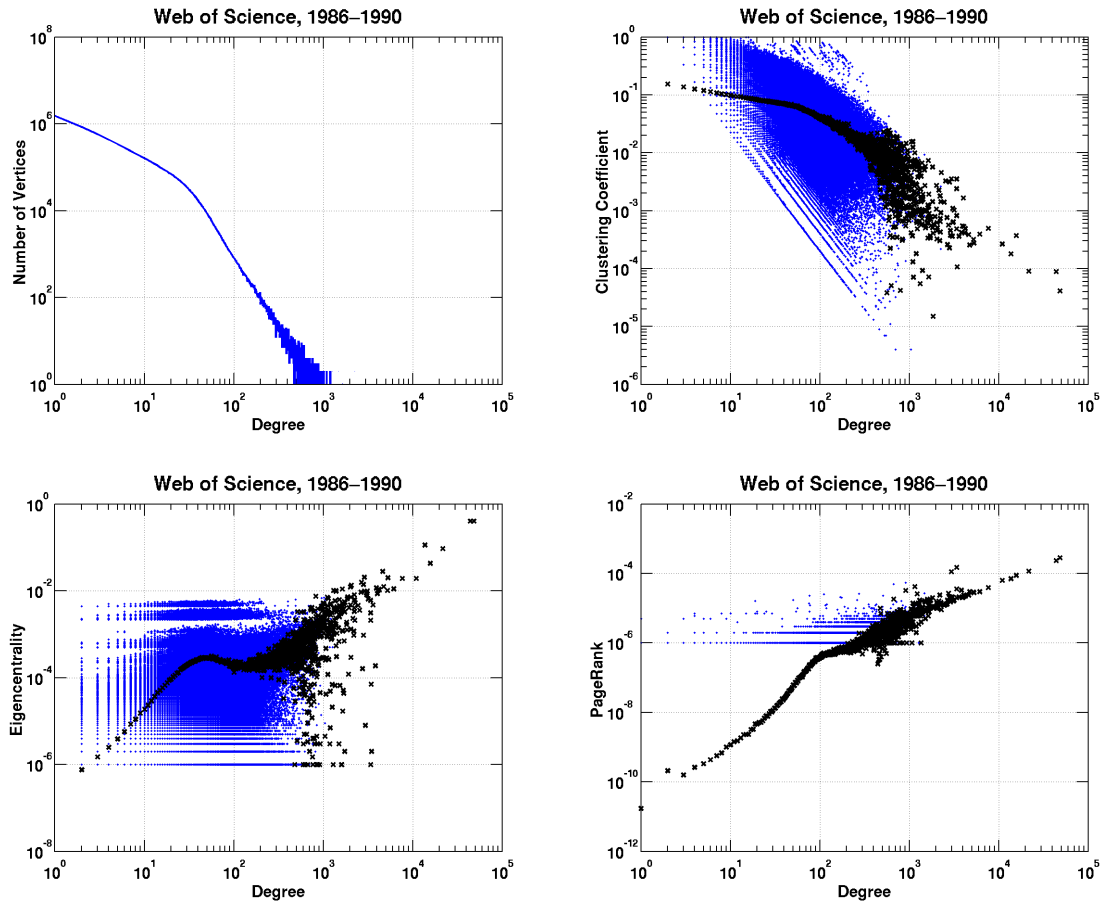 Web of Science, 1986–1990
Number of Vertices
10^8
10^6
10^4
10^2
10^0
10^0 10^1 10^2 10^3 10^4 10^5
Degree
Web of Science, 1986–1990
Clustering Coefficient
10^0
10^-1
10^-2
10^-3
10^-4
10^-5
10^-6
10^0 10^1 10^2 10^3 10^4 10^5
Degree
Web of Science, 1986–1990
Eigencentrality
10^0
10^-2
10^-4
10^-6
10^-8
10^0 10^1 10^2 10^3 10^4 10^5
Degree
Web of Science, 1986–1990
PageRank
10^-2
10^-4
10^-6
10^-8
10^-10
10^-12
10^0 10^1 10^2 10^3 10^4 10^5
Degree